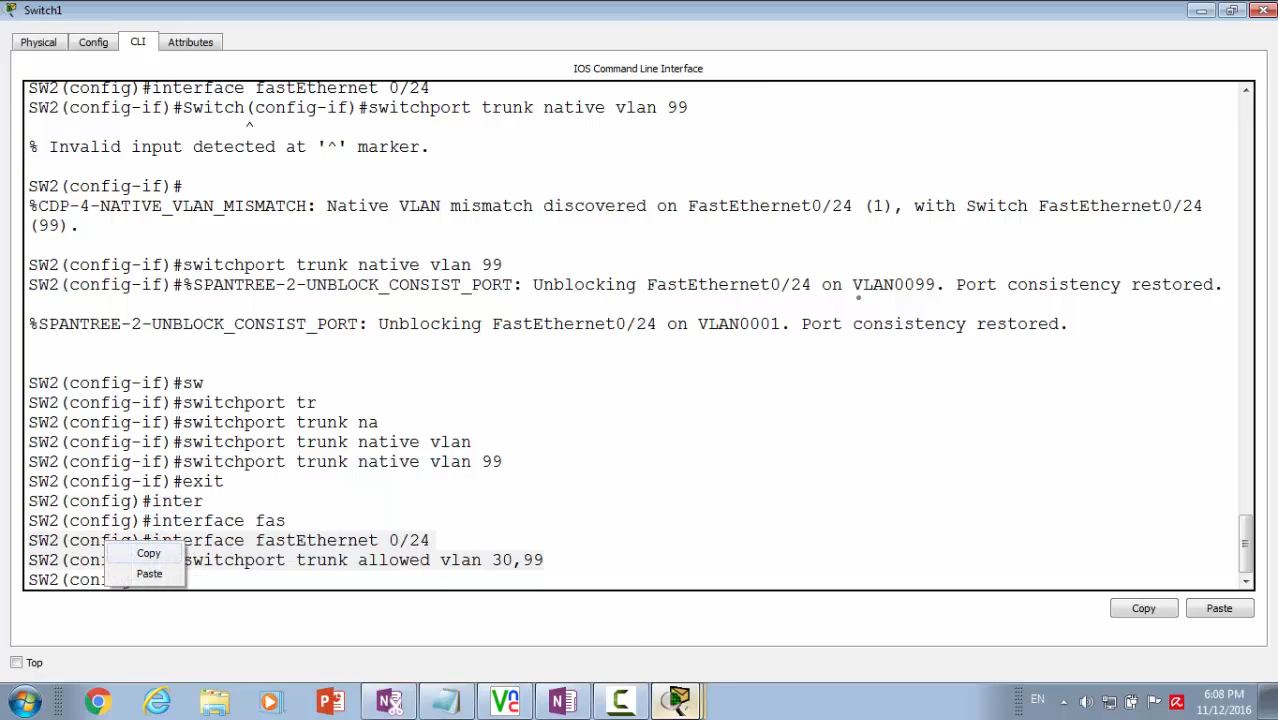 Switch1
Physical Config CLI Attributes
IOS Command Line Interface
SW2(config)#interface fastEthernet 0/24
SW2(config-if)#Switch(config-if)#switchport trunk native vlan 99
^
% Invalid input detected at '^' marker.
SW2(config-if)#
%CDP-4-NATIVE_VLAN_MISMATCH: Native VLAN mismatch discovered on FastEthernet0/24 (1), with Switch FastEthernet0/24
(99).
SW2(config-if)#switchport trunk native vlan 99
SW2(config-if)#%SPANTREE-2-UNBLOCK_CONSIST_PORT: Unblocking FastEthernet0/24 on VLAN0099. Port consistency restored.
%SPANTREE-2-UNBLOCK_CONSIST_PORT: Unblocking FastEthernet0/24 on VLAN0001. Port consistency restored.
SW2(config-if)#sw
SW2(config-if)#switchport tr
SW2(config-if)#switchport trunk na
SW2(config-if)#switchport trunk native vlan
SW2(config-if)#switchport trunk native vlan 99
SW2(config-if)#exit
SW2(config)#inter
SW2(config)#interface fas
SW2(config)#interface fastEthernet 0/24
SW2(con switchport trunk allowed vlan 30,99
SW2(con
Copy
Paste
Copy Paste
Top
EN 6:08 PM
11/12/2016